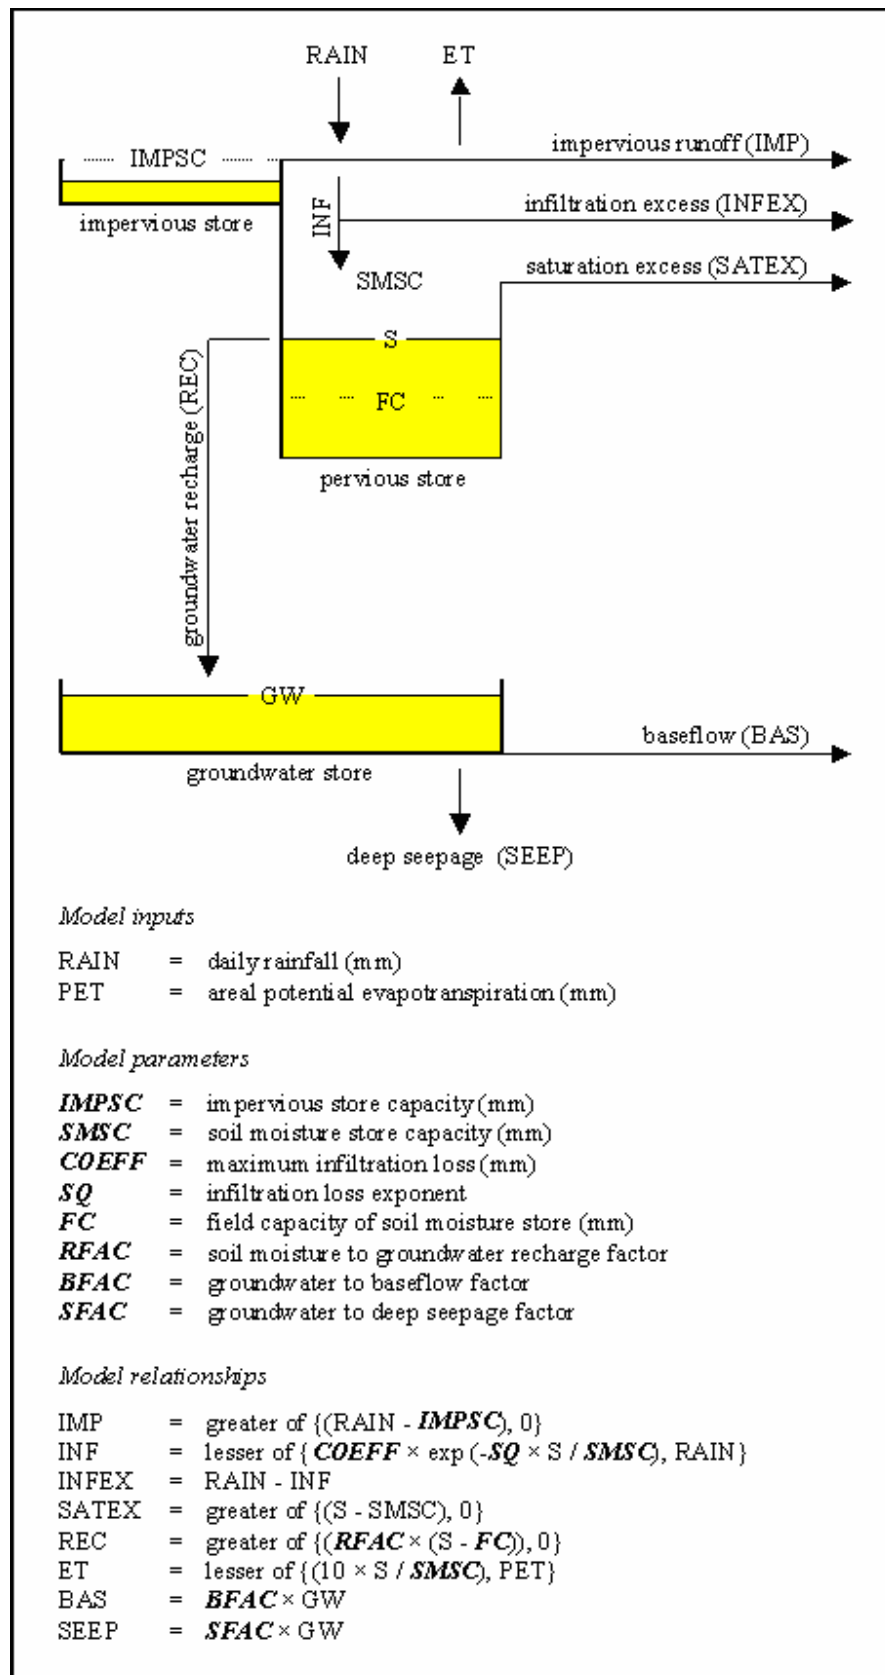 RAIN ET
impervious runoff (IMP)
IMPSC
impervious store
INF
infiltration excess (INFEX)
saturation excess (SATEX)
SMSC
S
FC
pervious store
groundwater recharge (REC)
GW
groundwater store
baseflow (BAS)
deep seepage (SEEP)
Model inputs
RAIN = daily rainfall (mm)
PET = areal potential evapotranspiration (mm)
Model parameters
IMPSC = impervious store capacity (mm)
SMSC = soil moisture store capacity (mm)
COEFF = maximum infiltration loss (mm)
SQ = infiltration loss exponent
FC = field capacity of soil moisture store (mm)
RFAC = soil moisture to groundwater recharge factor
BFAC = groundwater to baseflow factor
SFAC = groundwater to deep seepage factor
Model relationships
IMP = greater of {(RAIN - IMPSC), 0}
INF = lesser of { COEFF × exp (-SQ × S / SMSC), RAIN}
INFEX = RAIN - INF
SATEX = greater of {(S - SMSC), 0}
REC = greater of {(RFAC × (S - FC)), 0}
ET = lesser of {(10 × S / SMSC), PET}
BAS = BFAC × GW
SEEP = SFAC × GW